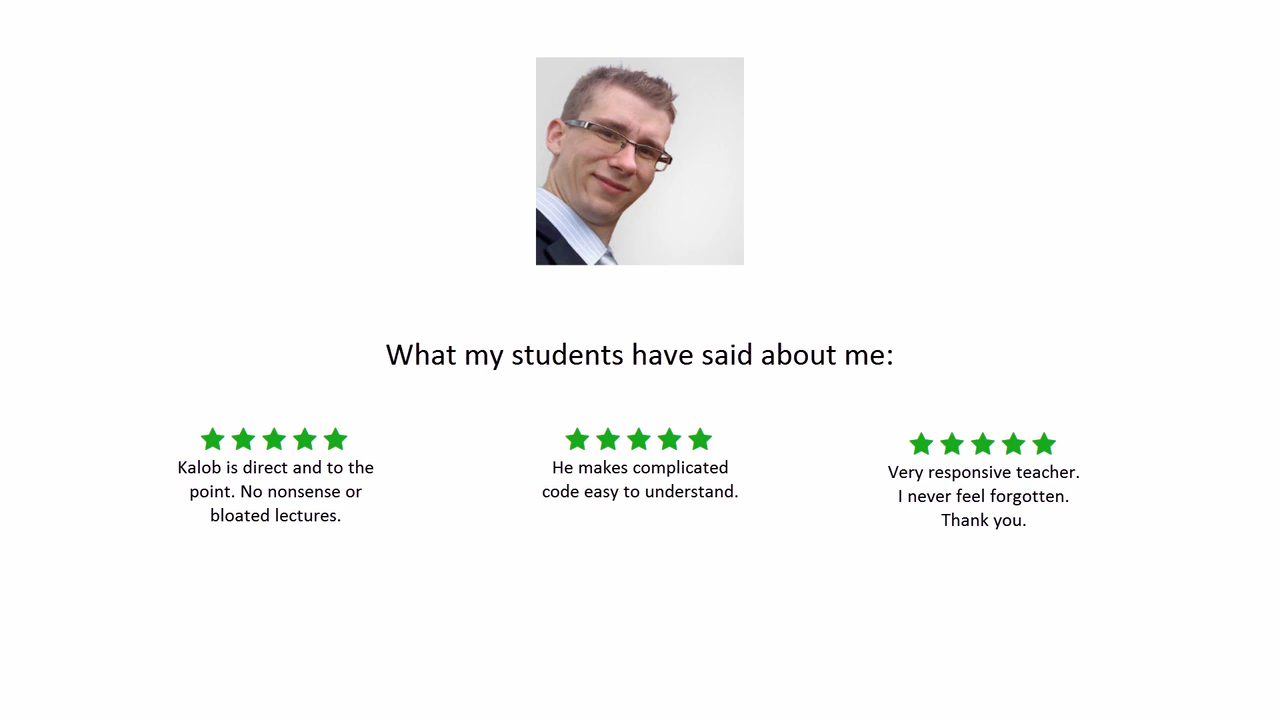 What my students have said about me:
Kalob is direct and to the
point. No nonsense or
bloated lectures.
He makes complicated
code easy to understand.
Very responsive teacher.
I never feel forgotten.
Thank you.